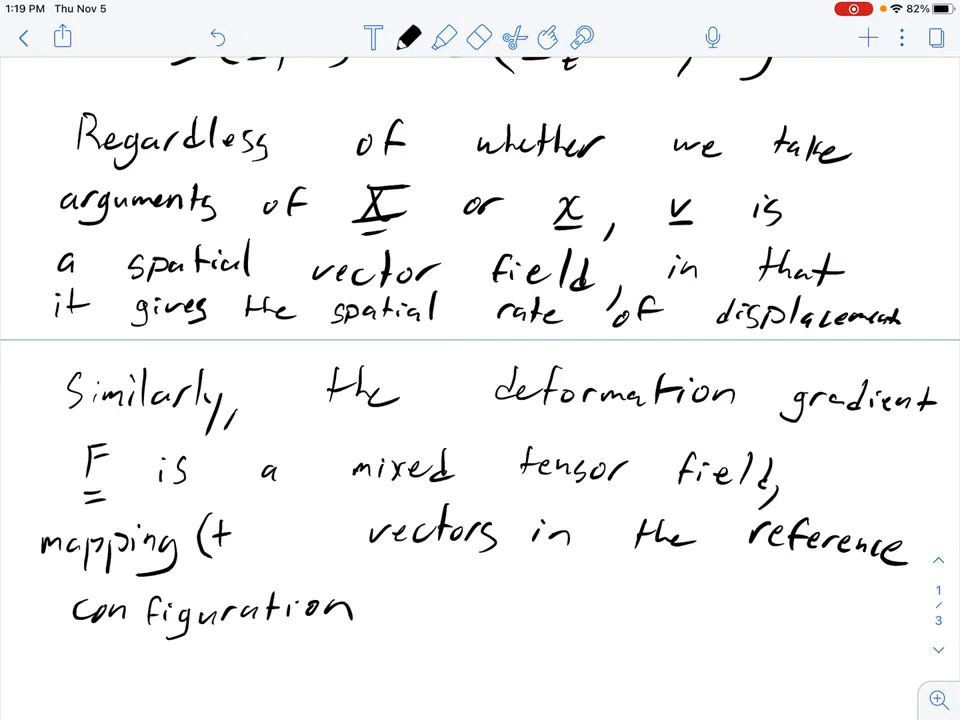 1:19 PM Thu Nov 5
82%
Regardless of whether we take
arguments of X or x, v is
a spatial vector field, in that
it gives the spatial rate of displacement
Similarly, the deformation gradient
F is a mixed tensor field,
mapping (t vectors in the reference
configuration
1
/
3